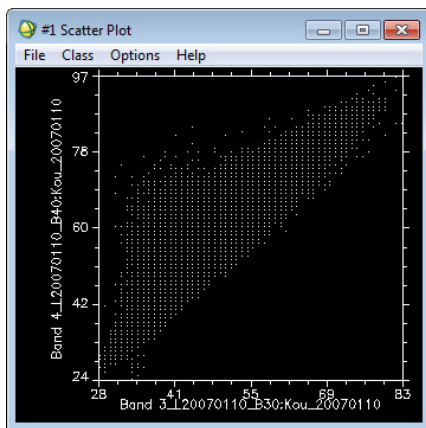 #1 Scatter Plot
File Class Options Help
97
78
60
42
24
Band 4_L20070110_B40:Kou_20070110
28 41 55 69 83
Band 3_L20070110_B30:Kou_20070110